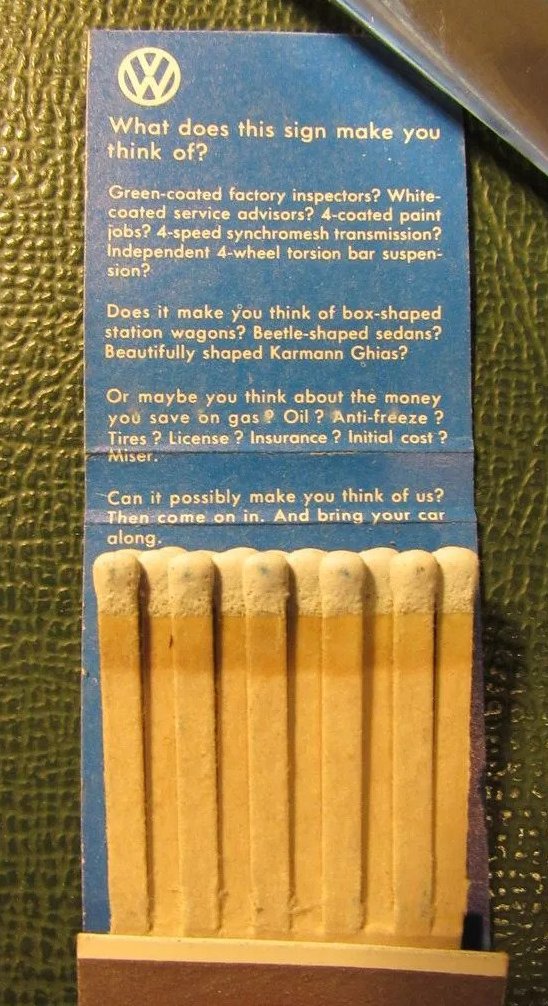 VW
What does this sign make you
think of?
Green-coated factory inspectors? White-
coated service advisors? 4-coated paint
jobs? 4-speed synchromesh transmission?
Independent 4-wheel torsion bar suspen-
sion?
Does it make you think of box-shaped
station wagons? Beetle-shaped sedans?
Beautifully shaped Karmann Ghias?
Or maybe you think about the money
you save on gas? Oil? Anti-freeze?
Tires? License? Insurance? Initial cost?
Miser.
Can it possibly make you think of us?
Then come on in. And bring your car
along.